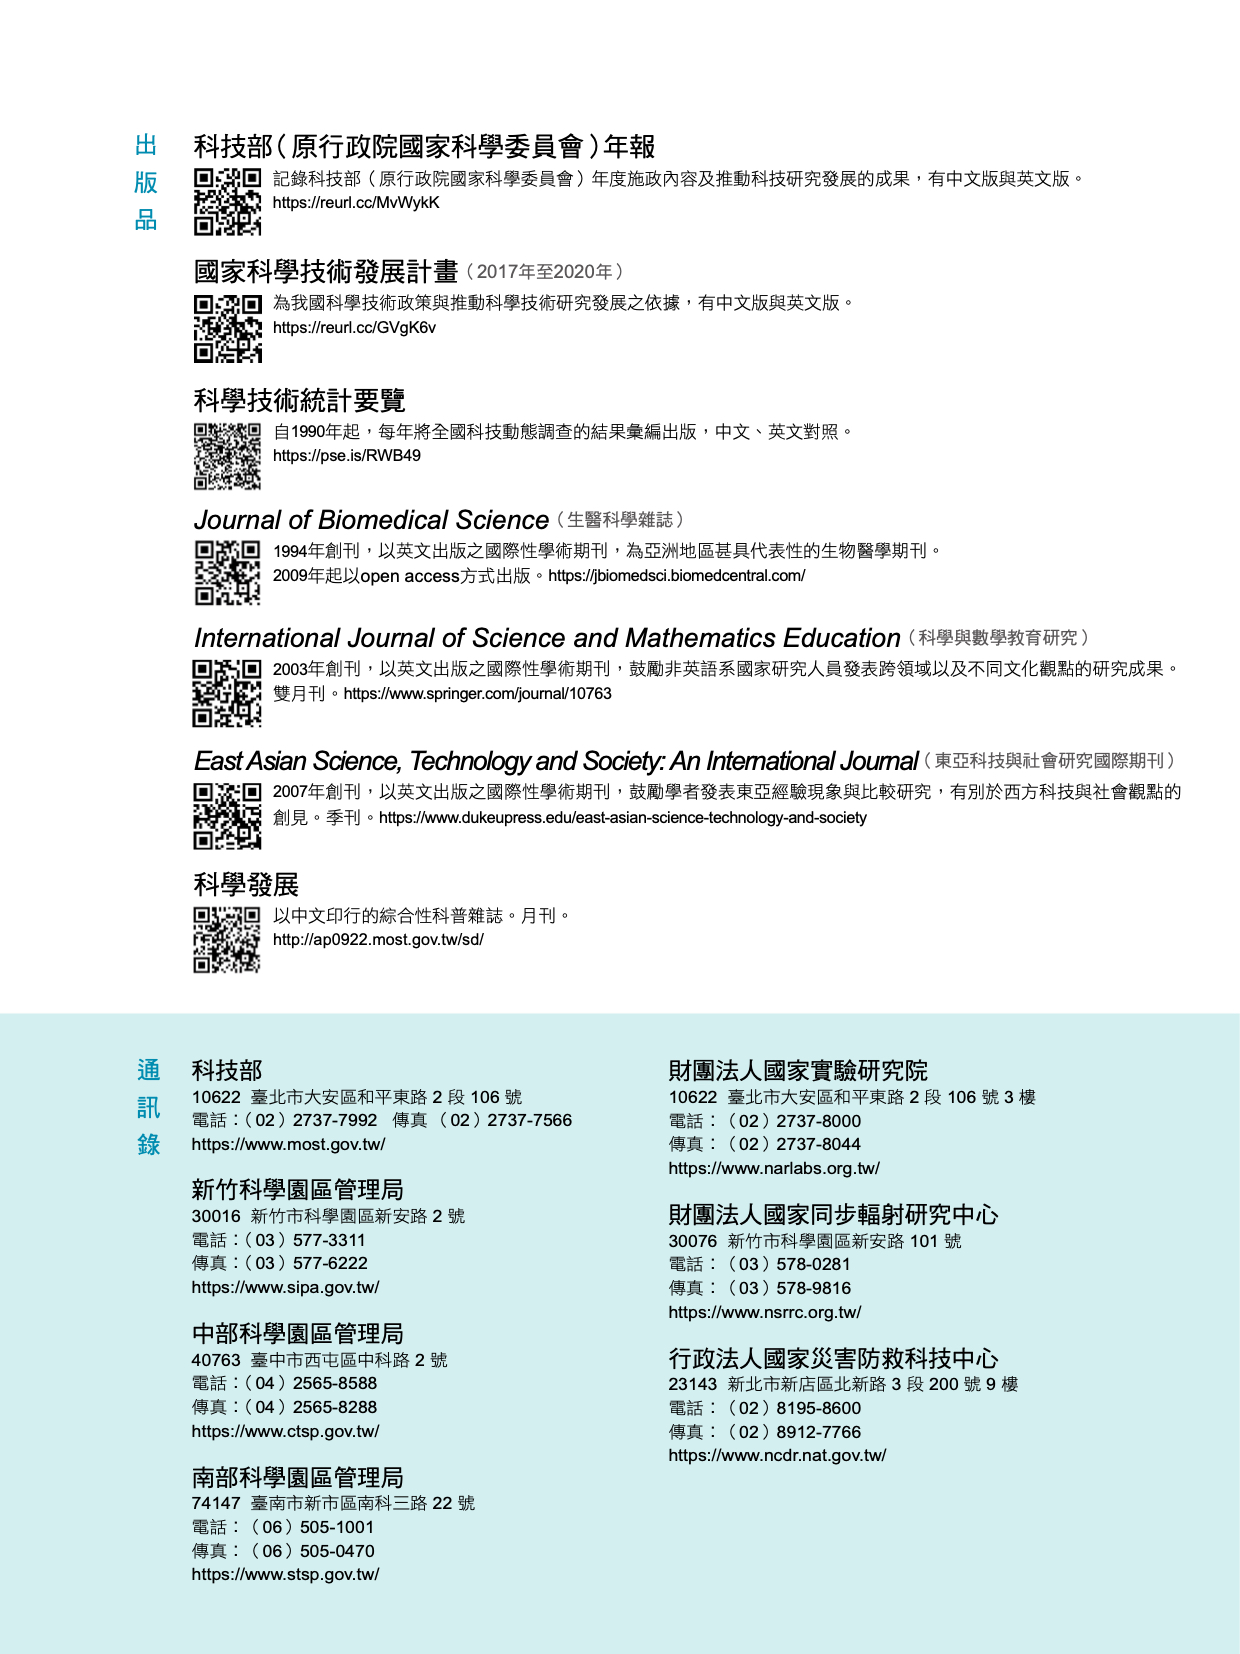 出版品
科技部（原行政院國家科學委員會）年報
記錄科技部（原行政院國家科學委員會）年度施政內容及推動科技研究發展的成果，有中文版與英文版。
https://reurl.cc/MvWykK
國家科學技術發展計畫（2017年至2020年）
為我國科學技術政策與推動科學技術研究發展之依據，有中文版與英文版。
https://reurl.cc/GVgK6v
科學技術統計要覽
自1990年起，每年將全國科技動態調查的結果彙編出版，中文、英文對照。
https://pse.is/RWB49
Journal of Biomedical Science（生醫科學雜誌）
1994年創刊，以英文出版之國際性學術期刊，為亞洲地區甚具代表性的生物醫學期刊。
2009年起以open access方式出版。https://jbiomedsci.biomedcentral.com/
International Journal of Science and Mathematics Education（科學與數學教育研究）
2003年創刊，以英文出版之國際性學術期刊，鼓勵非英語系國家研究人員發表跨領域以及不同文化觀點的研究成果。
雙月刊。https://www.springer.com/journal/10763
East Asian Science, Technology and Society: An International Journal（東亞科技與社會研究國際期刊）
2007年創刊，以英文出版之國際性學術期刊，鼓勵學者發表東亞經驗現象與比較研究，有別於西方科技與社會觀點的
創見。季刊。https://www.dukeupress.edu/east-asian-science-technology-and-society
科學發展
以中文印行的綜合性科普雜誌。月刊。
http://ap0922.most.gov.tw/sd/
通訊錄
科技部
10622 臺北市大安區和平東路 2 段 106 號
電話：（02）2737-7992 傳真（02）2737-7566
https://www.most.gov.tw/
新竹科學園區管理局
30016 新竹市科學園區新安路 2 號
電話：（03）577-3311
傳真：（03）577-6222
https://www.sipa.gov.tw/
中部科學園區管理局
40763 臺中市西屯區中科路 2 號
電話：（04）2565-8588
傳真：（04）2565-8288
https://www.ctsp.gov.tw/
南部科學園區管理局
74147 臺南市新市區南科三路 22 號
電話：（06）505-1001
傳真：（06）505-0470
https://www.stsp.gov.tw/
財團法人國家實驗研究院
10622 臺北市大安區和平東路 2 段 106 號 3 樓
電話：（02）2737-8000
傳真：（02）2737-8044
https://www.narlabs.org.tw/
財團法人國家同步輻射研究中心
30076 新竹市科學園區新安路 101 號
電話：（03）578-0281
傳真：（03）578-9816
https://www.nsrrc.org.tw/
行政法人國家災害防救科技中心
23143 新北市新店區北新路 3 段 200 號 9 樓
電話：（02）8195-8600
傳真：（02）8912-7766
https://www.ncdr.nat.gov.tw/